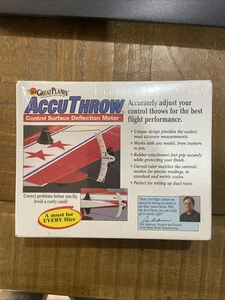 GREAT PLANES
ACCUTHROW
Control Surface Deflection Meter
Accurately adjust your
control throws for the best
flight performance.
• Unique design provides the easiest
most accurate measurements.
• Works with any model, from trainers
to jets.
• Rubber attachment feet grip securely
while protecting your finish.
• Curved ruler matches the control's
motion for precise readings, in
standard and metric scales.
• Perfect for setting up dual rates.
Correct problems before you fly.
Avoid a costly crash!
A must for
EVERY flier